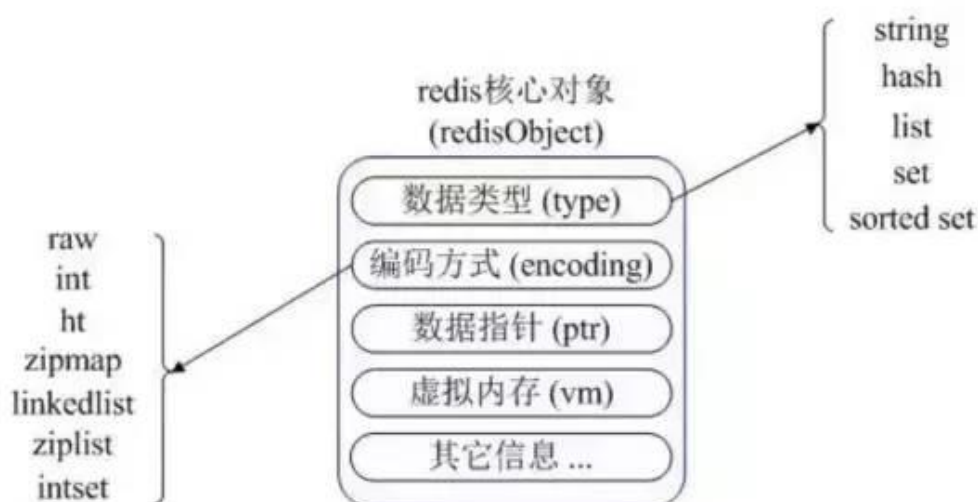 redis核心对象
(redisObject)
数据类型 (type)
编码方式 (encoding)
数据指针 (ptr)
虚拟内存 (vm)
其它信息 ...
string
hash
list
set
sorted set
raw
int
ht
zipmap
linkedlist
ziplist
intset